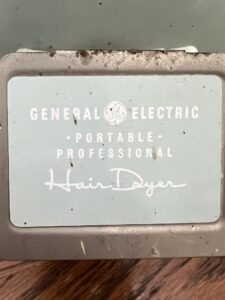 GENERAL GE ELECTRIC
• PORTABLE •
PROFESSIONAL
Hair Dryer